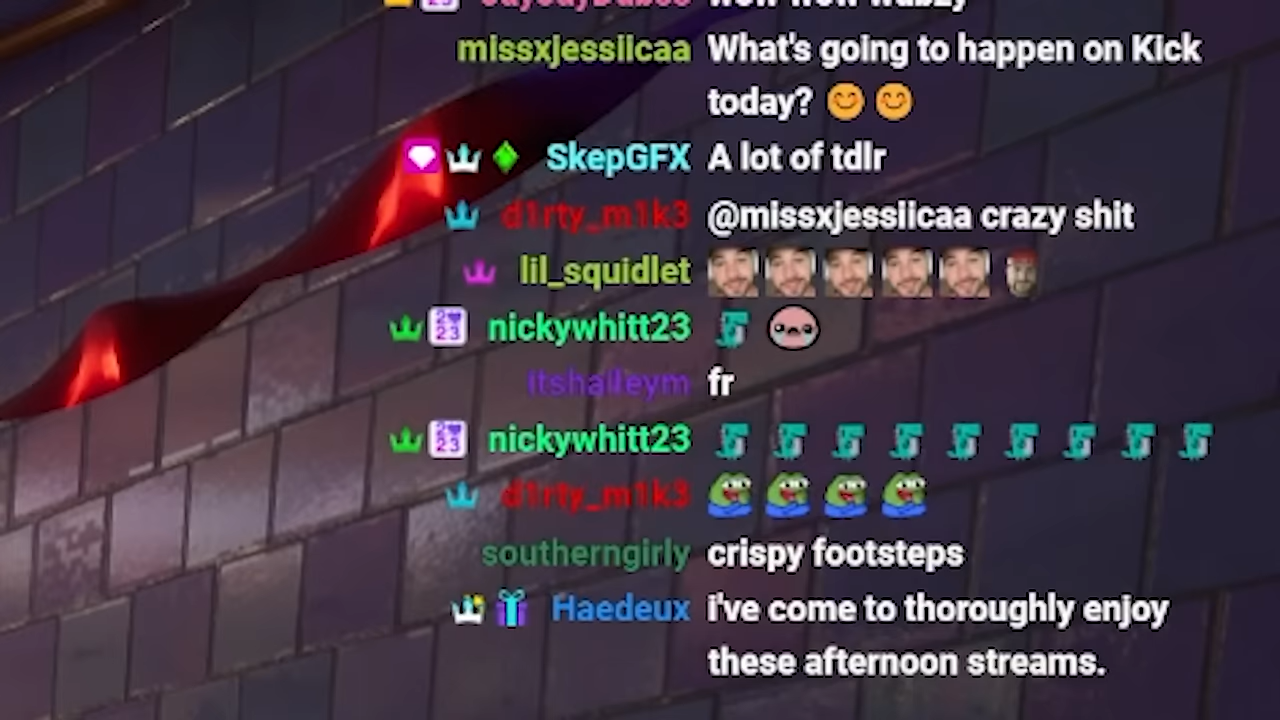 missxjessiicaa What's going to happen on Kick
today?
SkepGFX A lot of tdlr
d1rty_m1k3 @missxjessiicaa crazy shit
lil_squidlet
nickywhitt23
itshaileym fr
nickywhitt23
d1rty_m1k3
southerngirly crispy footsteps
Haedeux i've come to thoroughly enjoy
these afternoon streams.